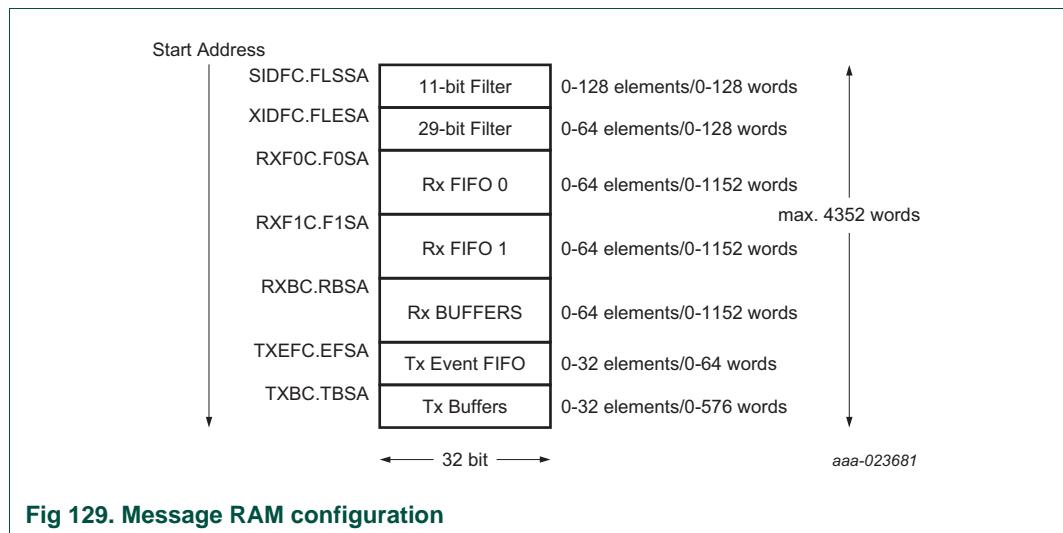 Start Address
SIDFC.FLSSA
11-bit Filter
0-128 elements/0-128 words
XIDFC.FLESA
29-bit Filter
0-64 elements/0-128 words
RXF0C.F0SA
Rx FIFO 0
0-64 elements/0-1152 words
max. 4352 words
RXF1C.F1SA
Rx FIFO 1
0-64 elements/0-1152 words
RXBC.RBSA
Rx BUFFERS
0-64 elements/0-1152 words
TXEFC.EFSA
Tx Event FIFO
0-32 elements/0-64 words
TXBC.TBSA
Tx Buffers
0-32 elements/0-576 words
32 bit
aaa-023681
Fig 129. Message RAM configuration